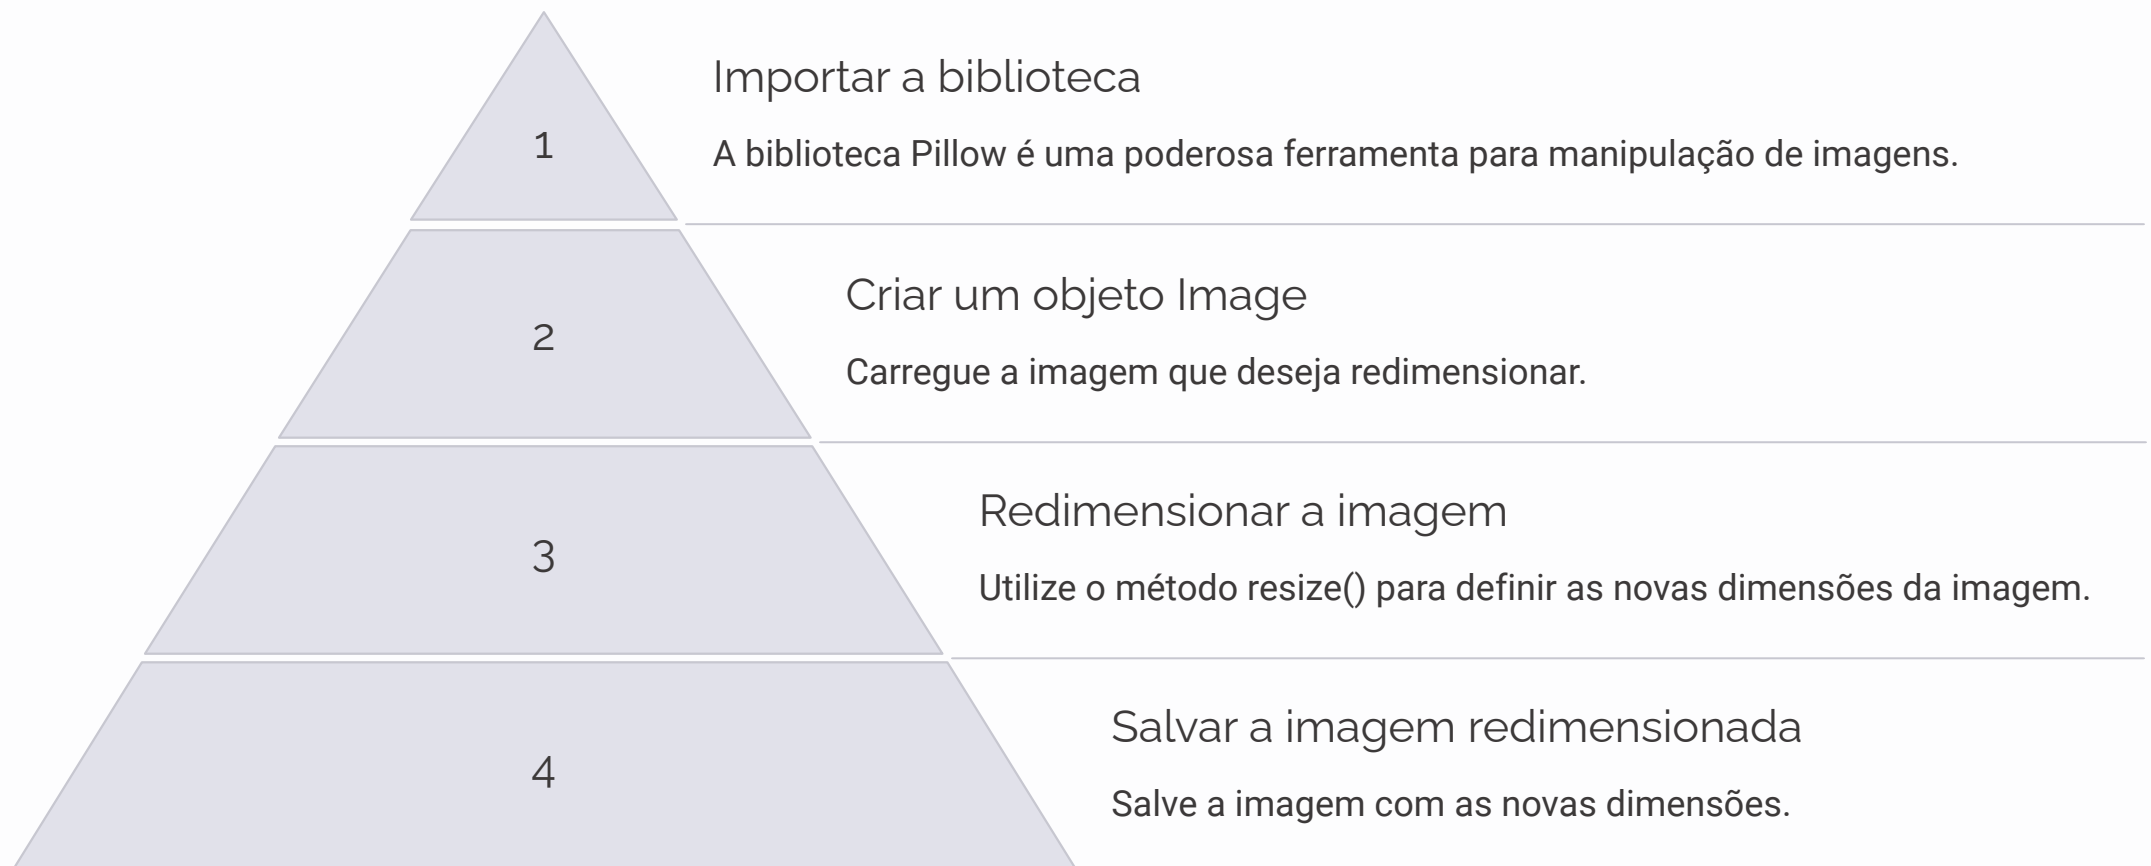 1
Importar a biblioteca
A biblioteca Pillow é uma poderosa ferramenta para manipulação de imagens.
2
Criar um objeto Image
Carregue a imagem que deseja redimensionar.
3
Redimensionar a imagem
Utilize o método resize() para definir as novas dimensões da imagem.
4
Salvar a imagem redimensionada
Salve a imagem com as novas dimensões.